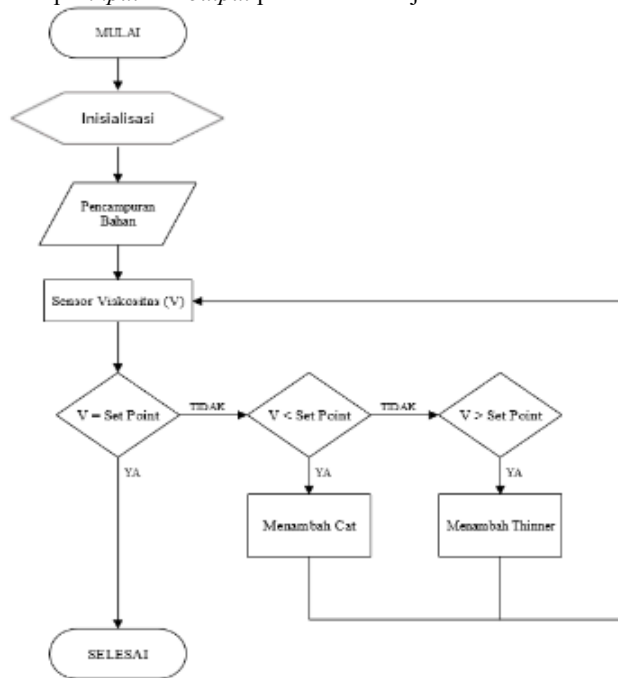 MULAI
Inisialisasi
Pencampuran
Bahan
Sensor Viskositas (V)
V = Set Point
TIDAK
V < Set Point
TIDAK
V > Set Point
YA
YA
YA
Menambah Cat
Menambah Thinner
SELESAI